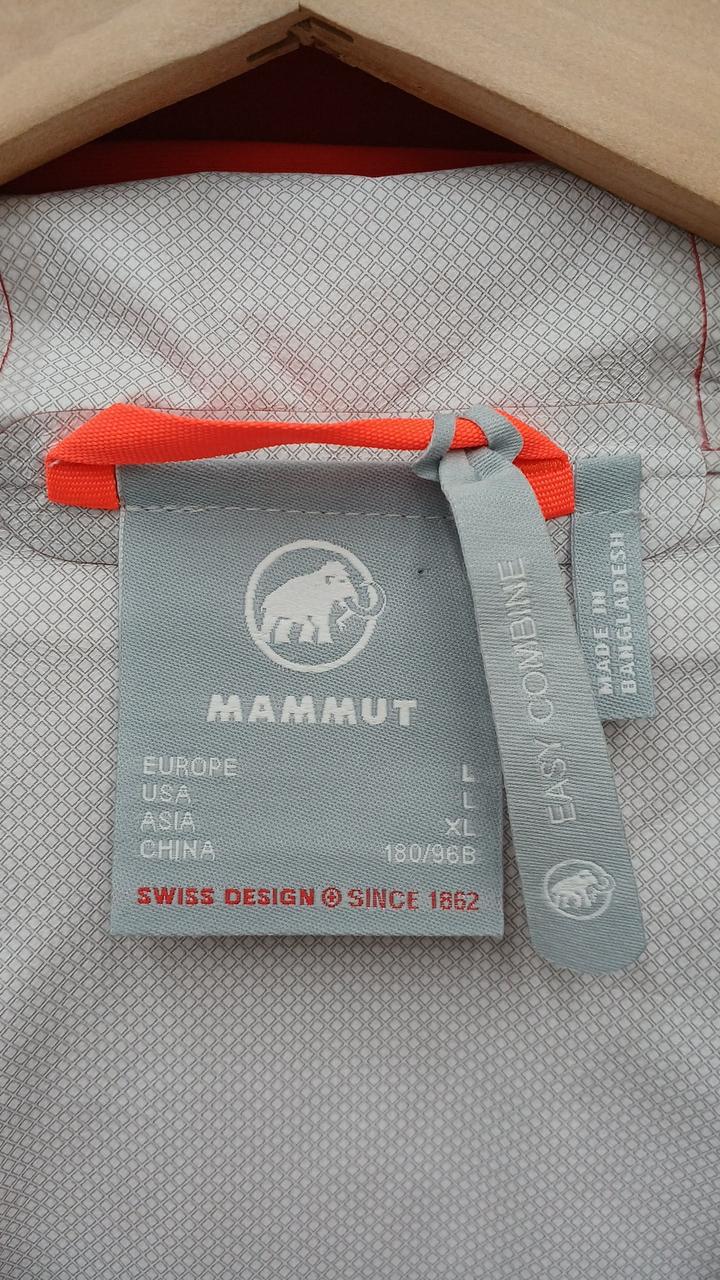 MAMMUT
EUROPE L
USA L
ASIA XL
CHINA 180/96B
SWISS DESIGN SINCE 1862
EASY COMBINE
MADE IN
BANGLADESH